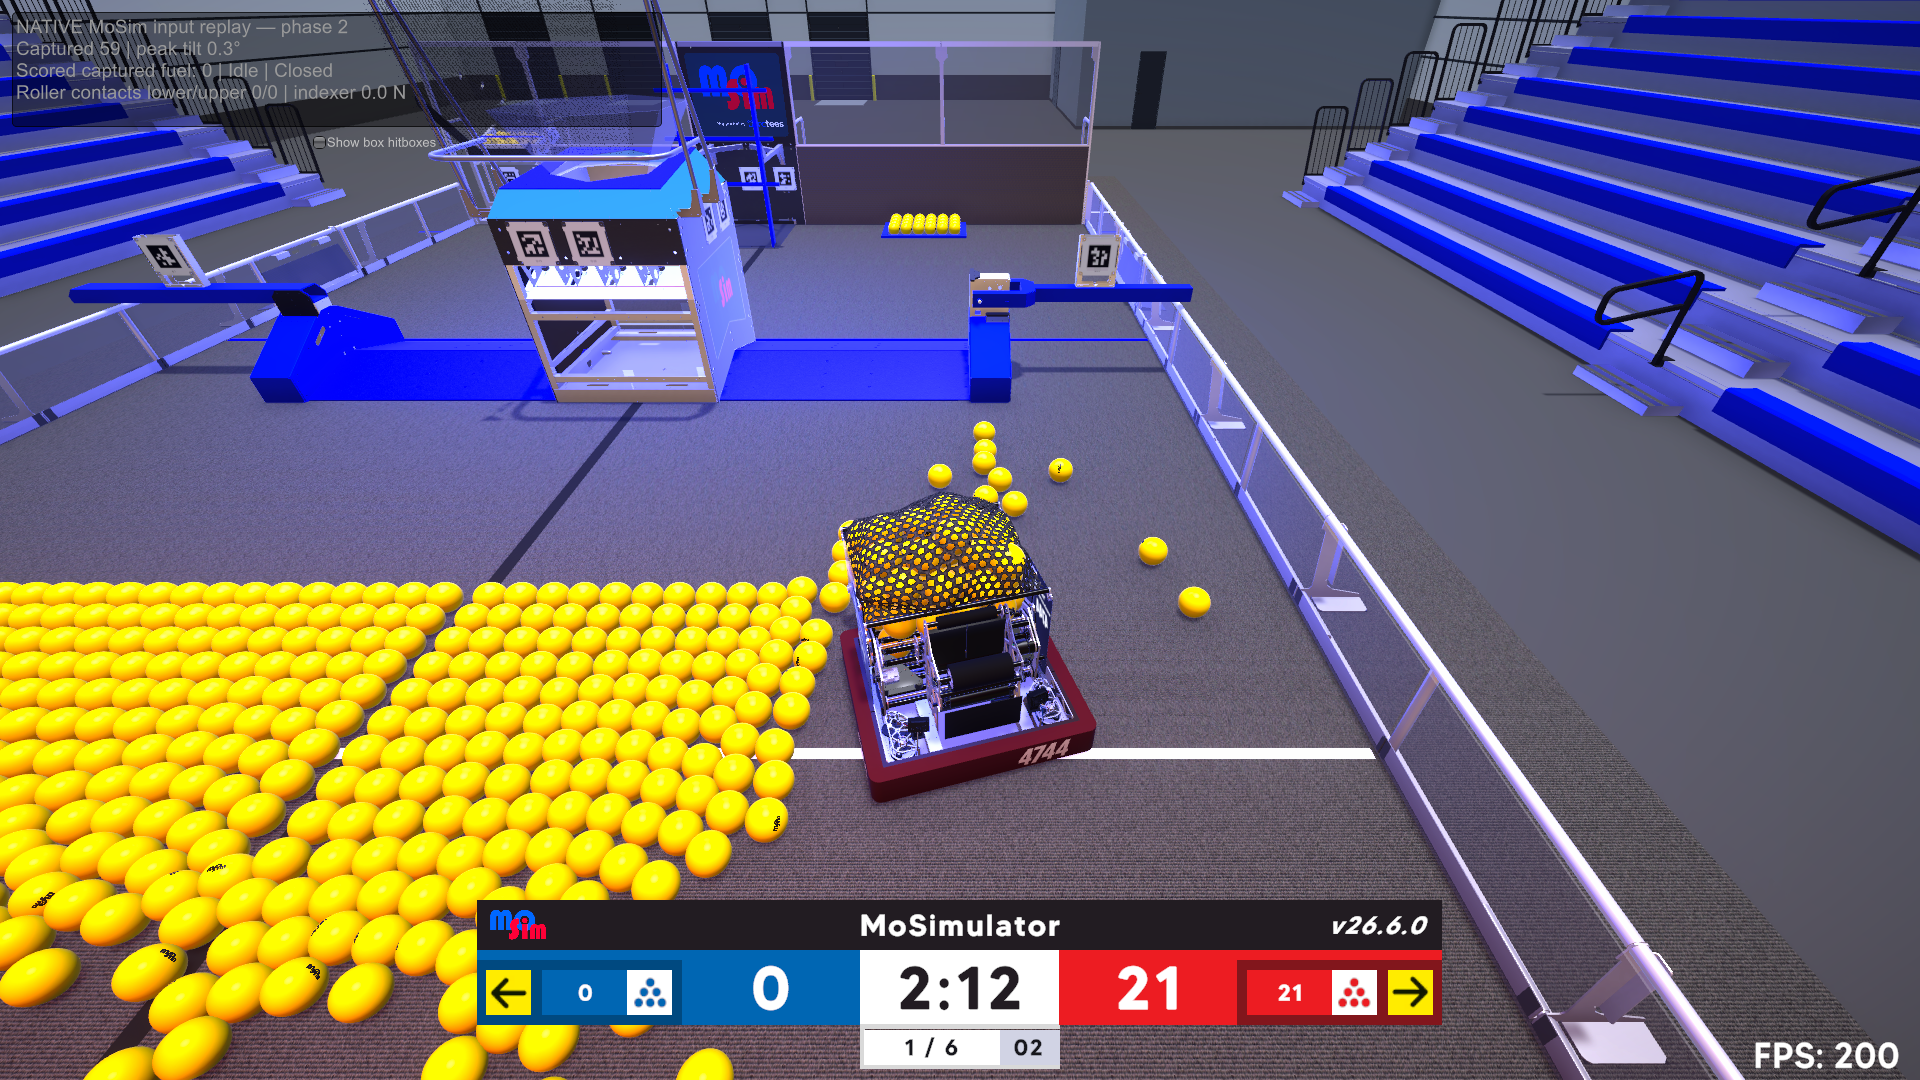 NATIVE MoSim input replay — phase 2
Captured 59 | peak tilt 0.3°
Scored captured fuel: 0 | Idle | Closed
Roller contacts lower/upper 0/0 | indexer 0.0 N
Show box hitboxes
mosim
4744
mosim
MoSimulator
v26.6.0
0
0
2:12
21
21
1 / 6
02
FPS: 200